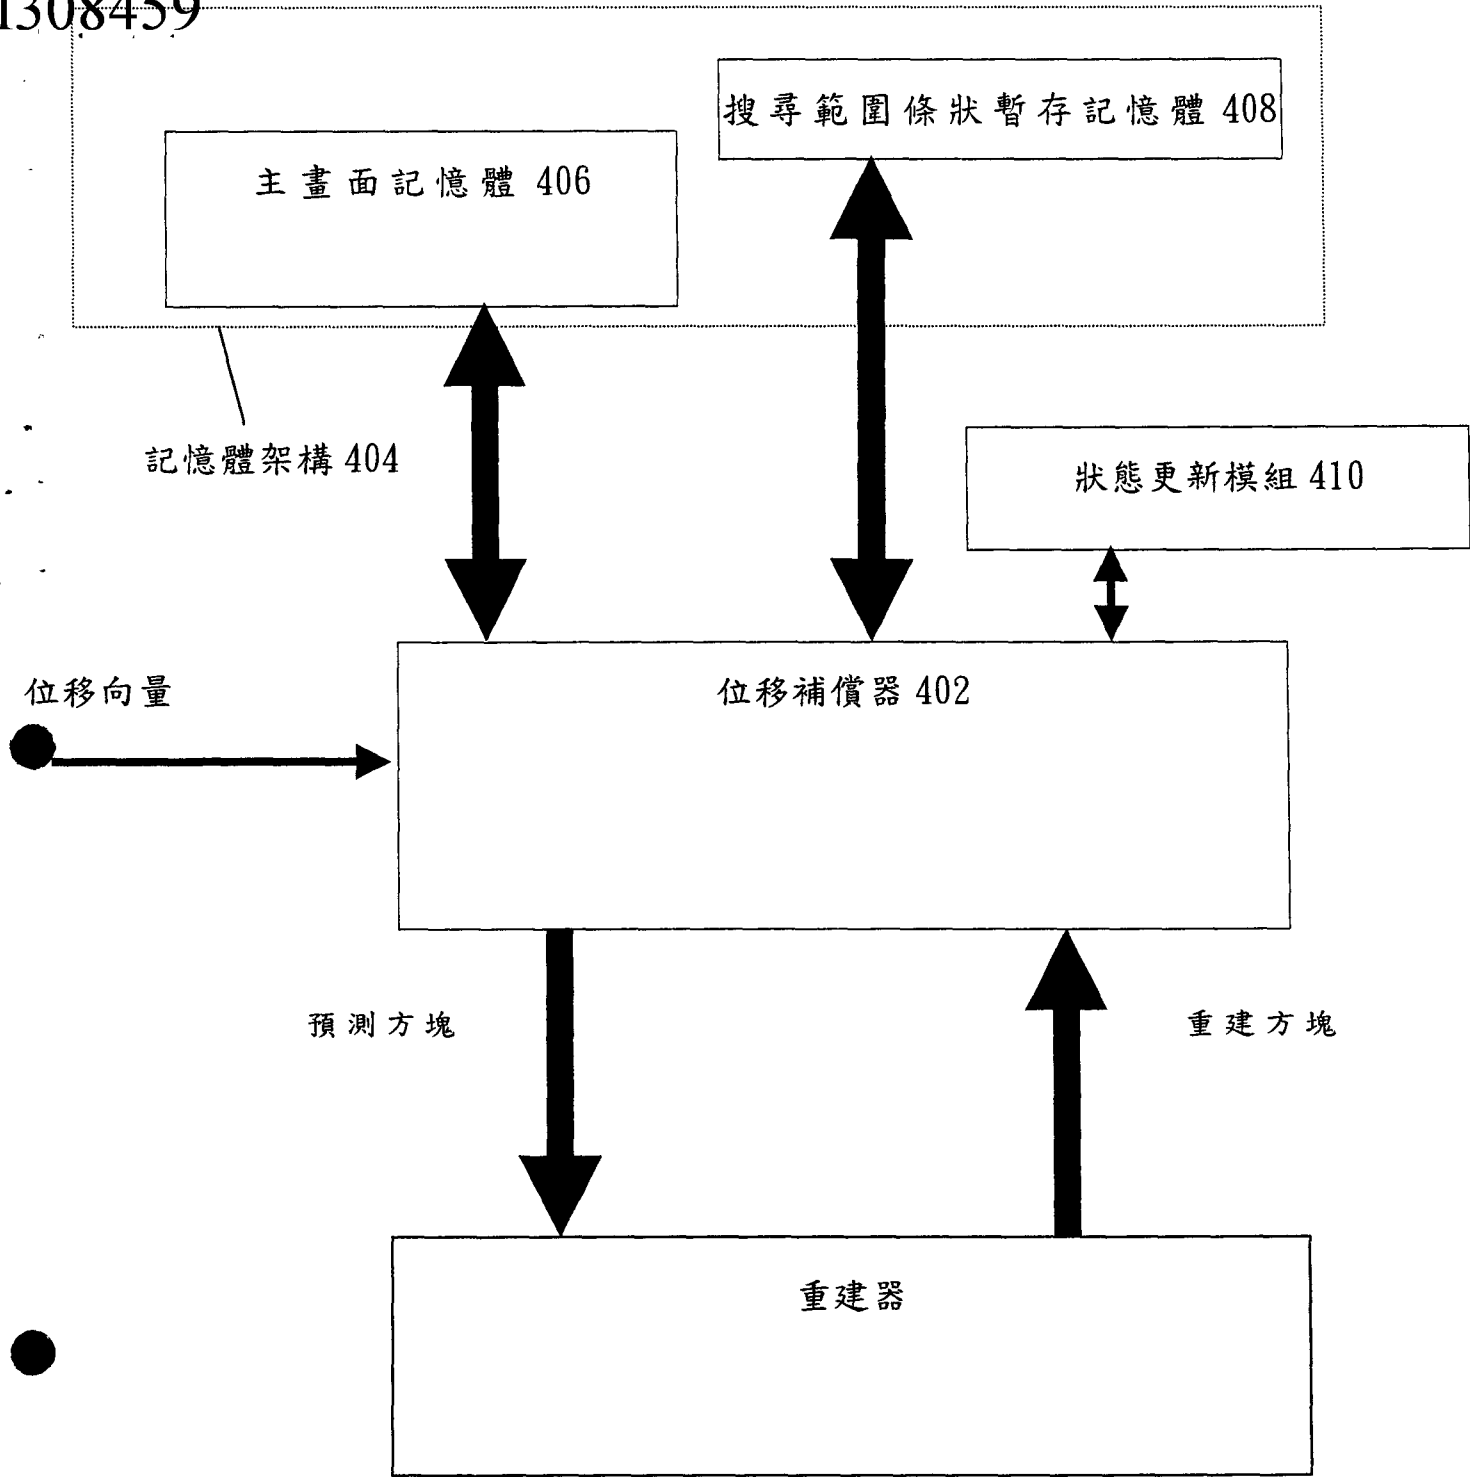 I308459
搜尋範圍條狀暫存記憶體 408
主畫面記憶體 406
記憶體架構 404
狀態更新模組 410
位移向量
位移補償器 402
預測方塊
重建方塊
重建器